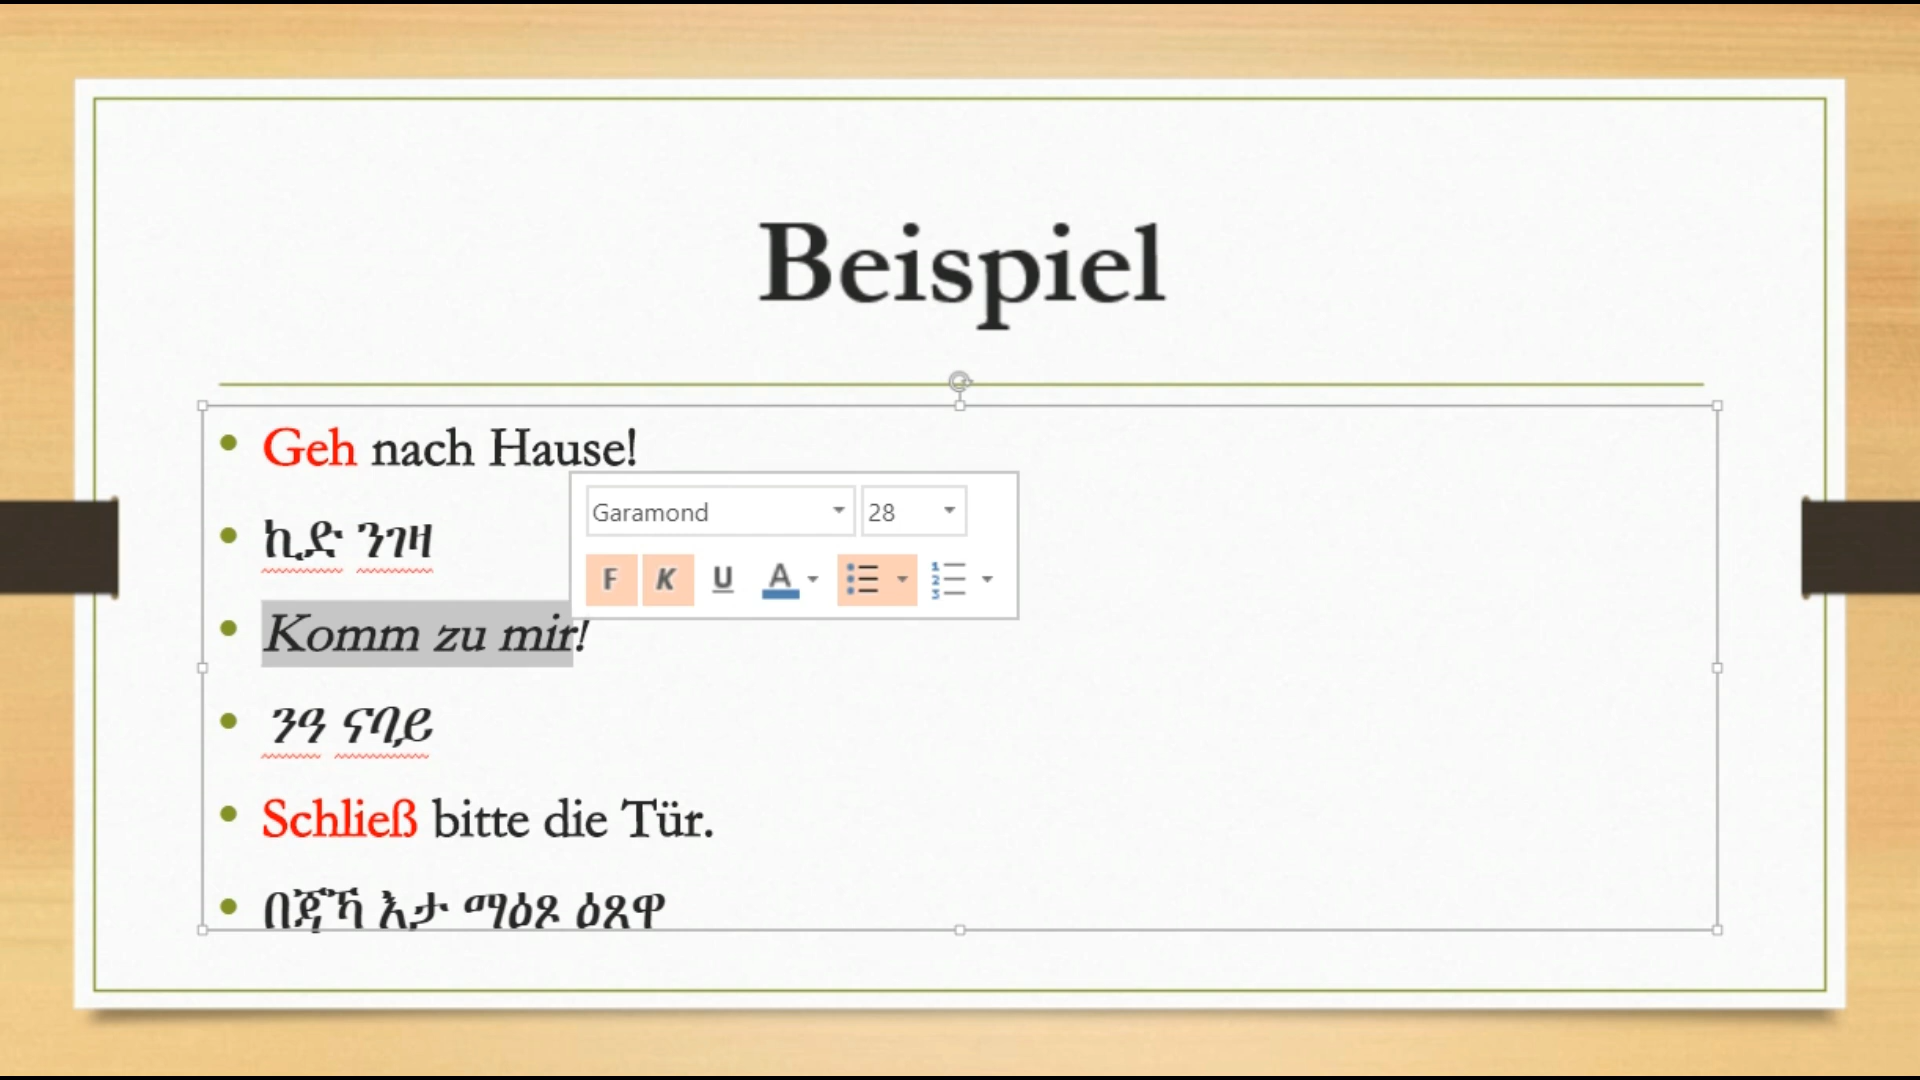 Beispiel
Geh nach Hause!
ኪድ ንገዛ
Garamond 28
F K U A
Komm zu mir!
ንዓ ናባይ
Schließ bitte die Tür.
በጃኻ እታ ማዕጾ ዕጸዋ